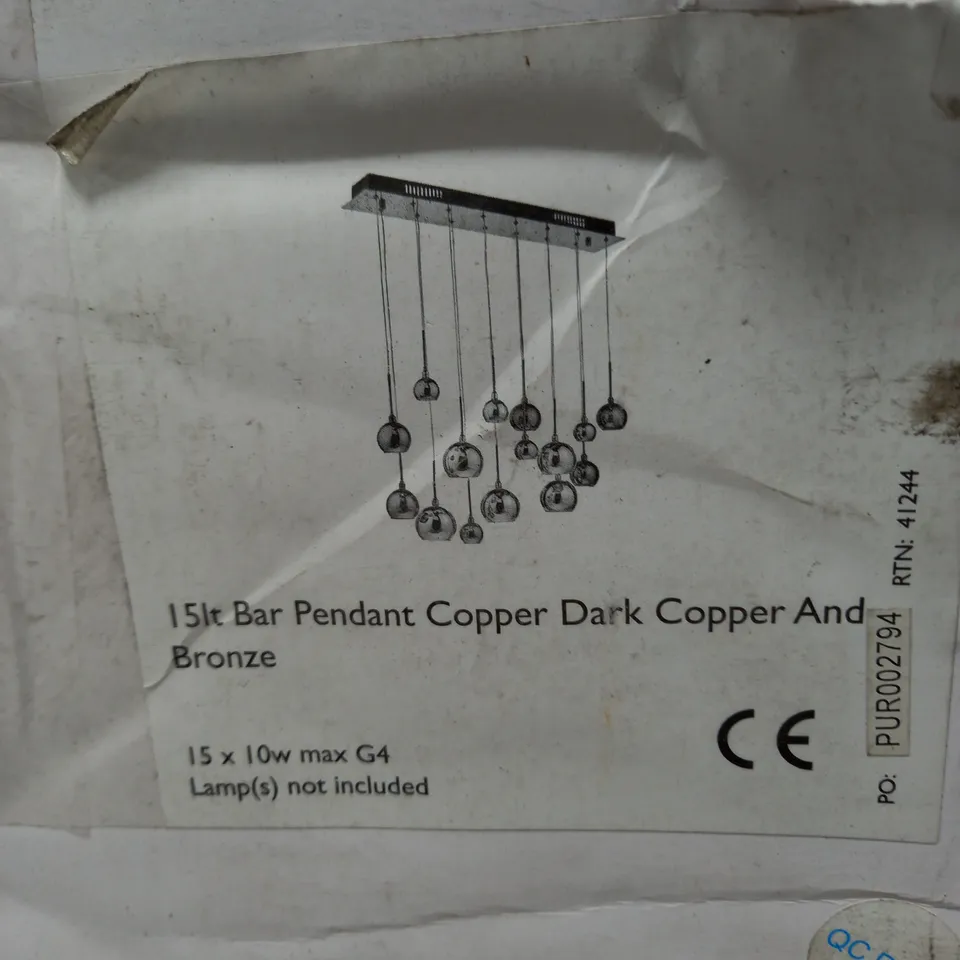 15lt Bar Pendant Copper Dark Copper And
Bronze
15 x 10w max G4
Lamp(s) not included
CE
PO: PUR002794 RTN: 41244
QC